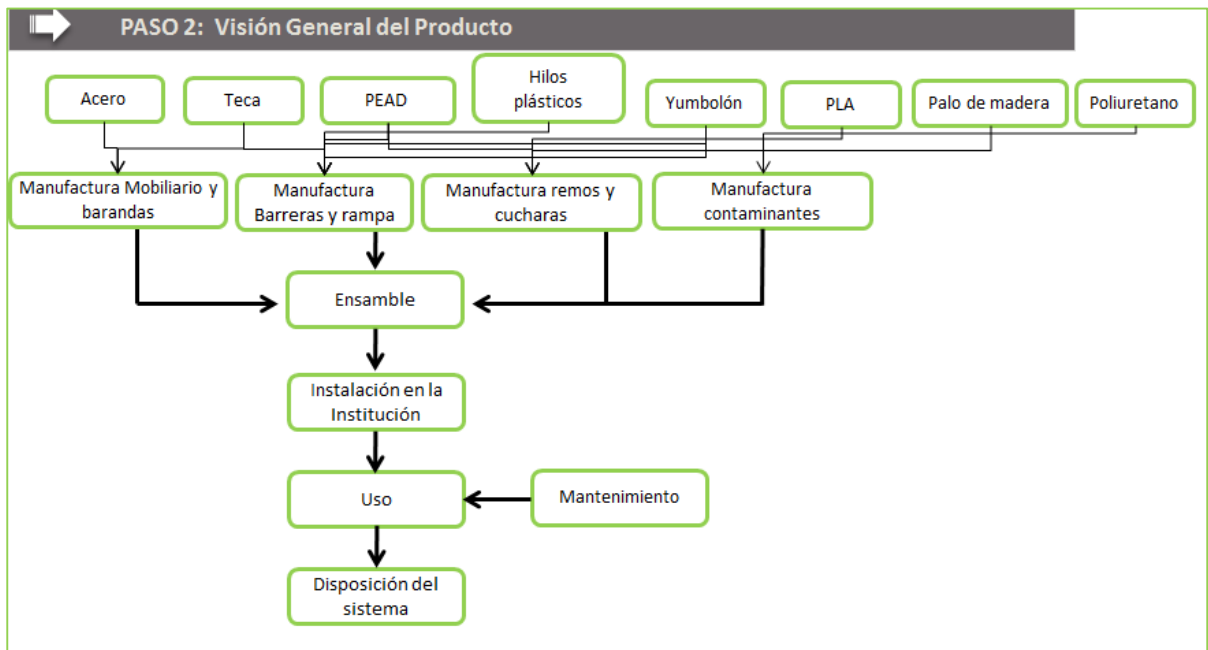 PASO 2: Visión General del Producto
Acero
Teca
PEAD
Hilos
plásticos
Yumbolón
PLA
Palo de madera
Poliuretano
Manufactura Mobiliario y
barandas
Manufactura
Barreras y rampa
Manufactura remos y
cucharas
Manufactura
contaminantes
Ensamble
Instalación en la
Institución
Uso
Mantenimiento
Disposición del
sistema